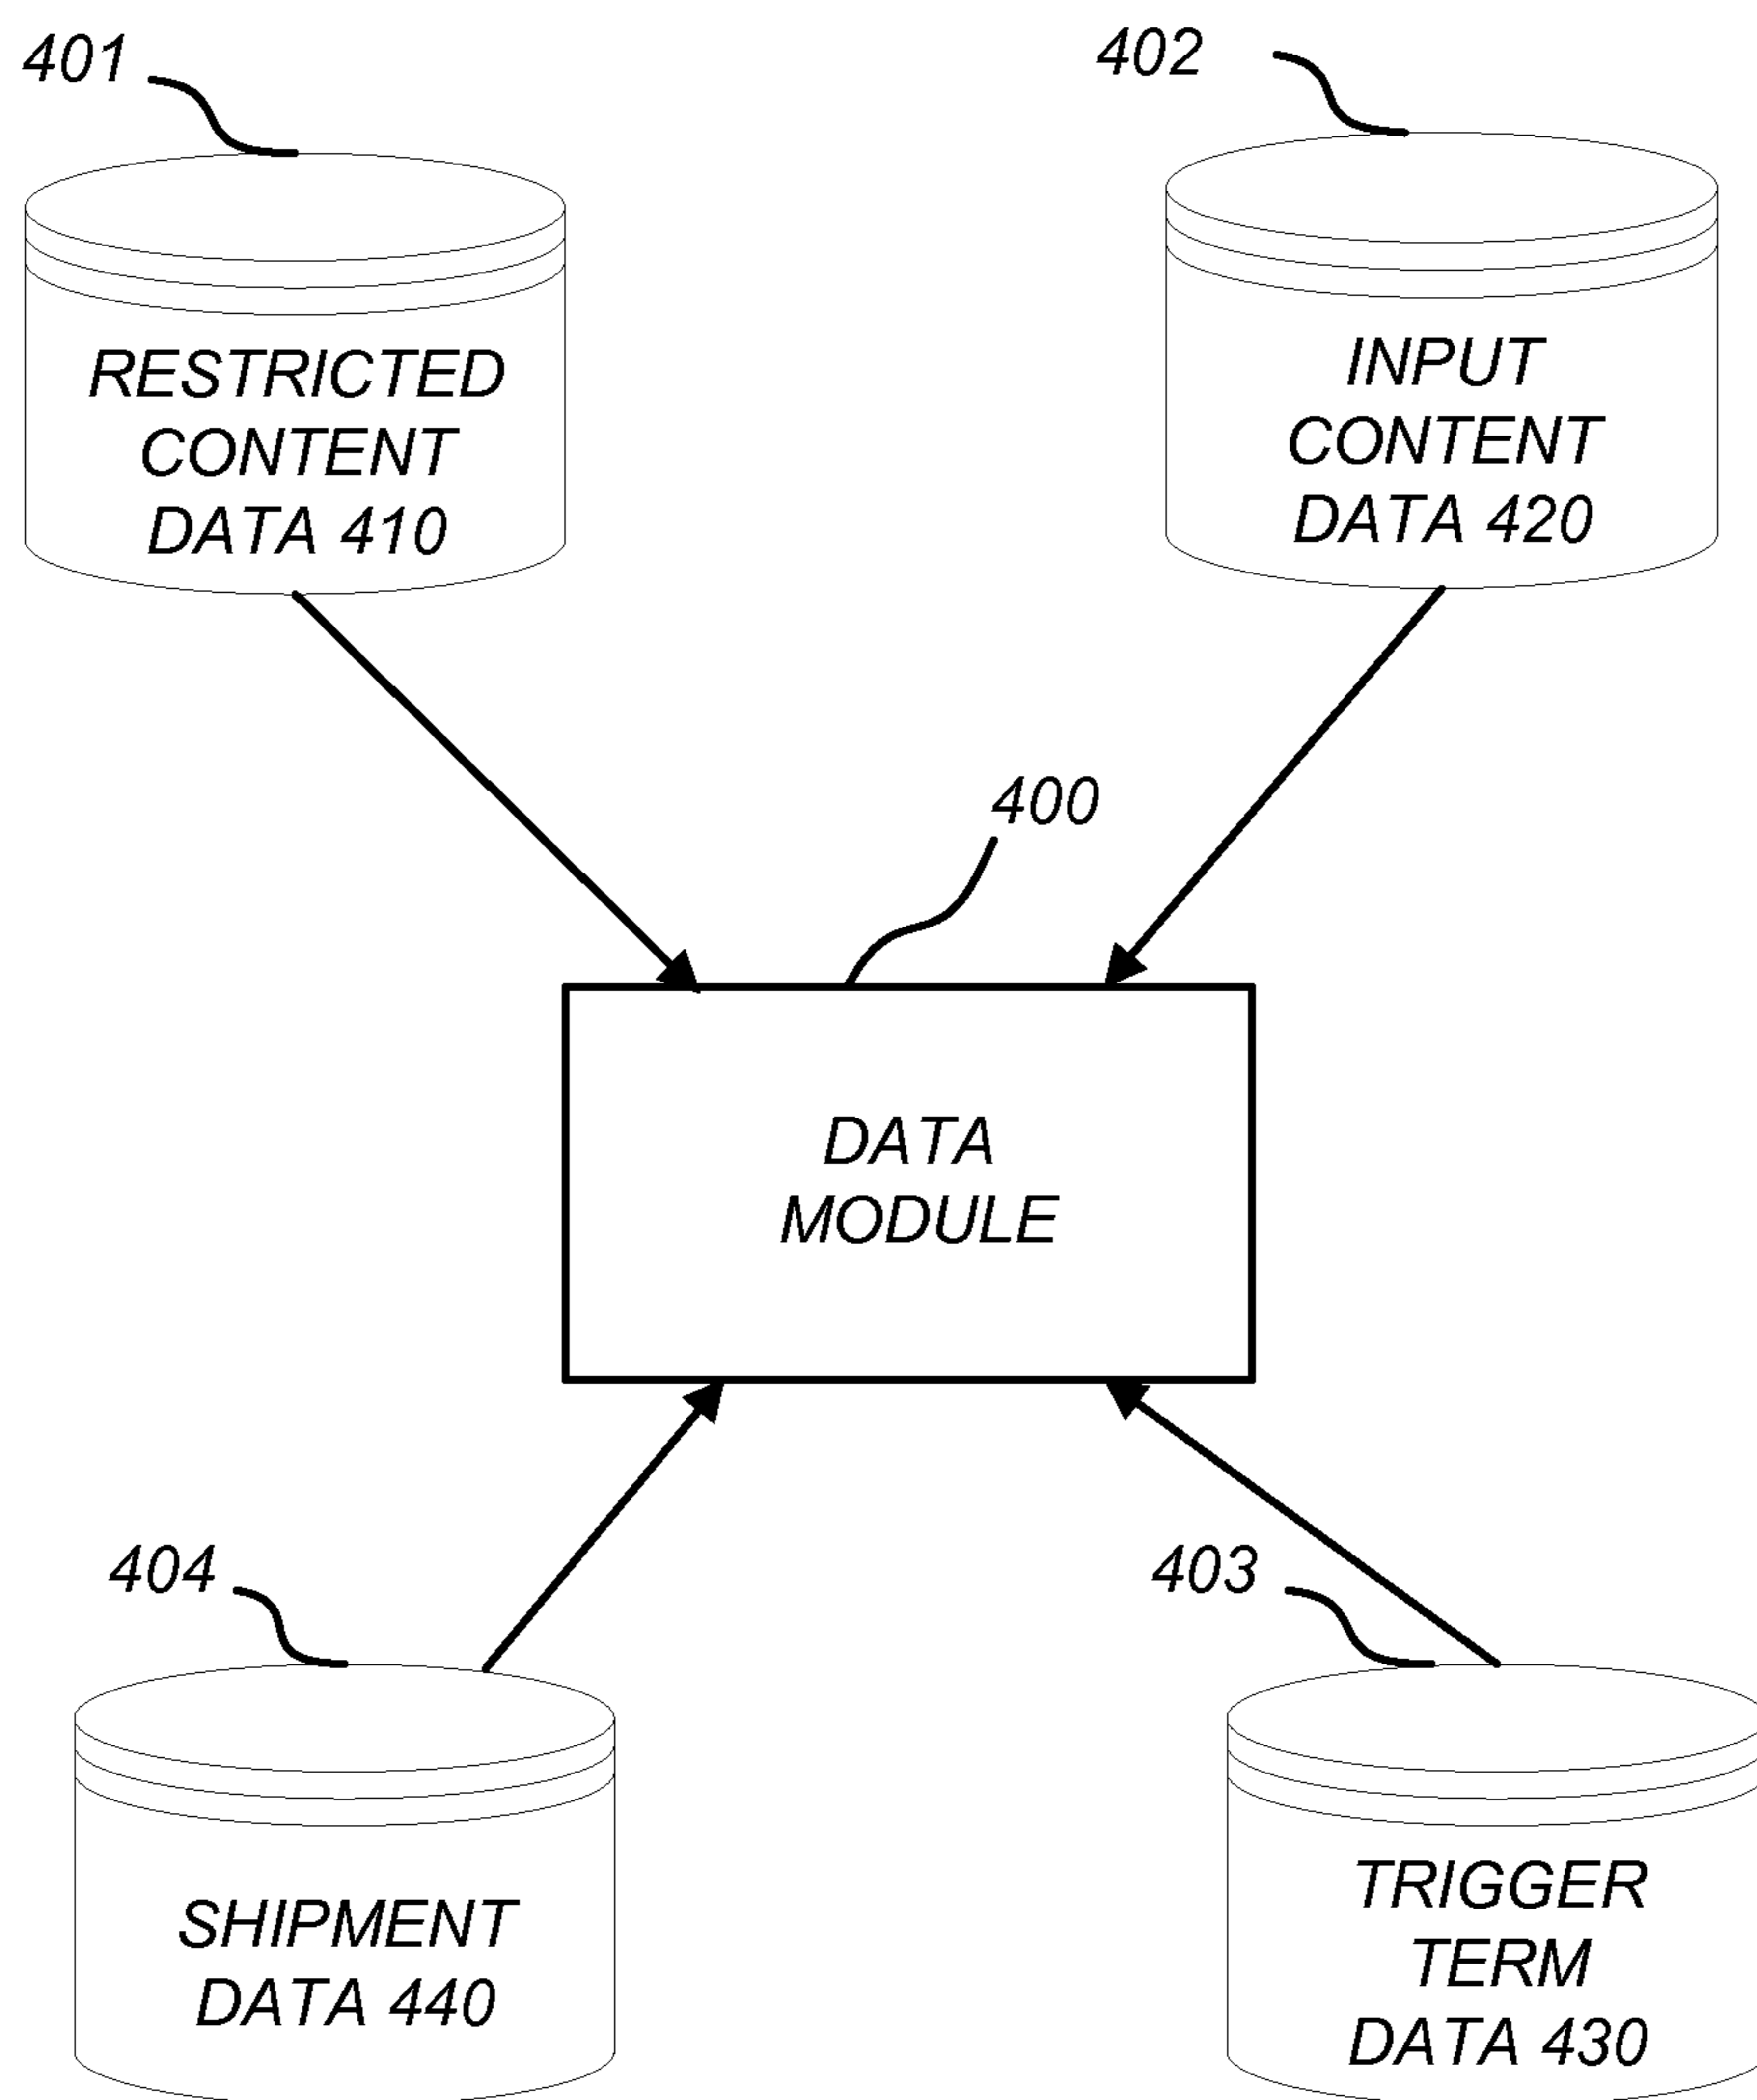 401
402
RESTRICTED
CONTENT
DATA 410
INPUT
CONTENT
DATA 420
400
DATA
MODULE
404
403
SHIPMENT
DATA 440
TRIGGER
TERM
DATA 430